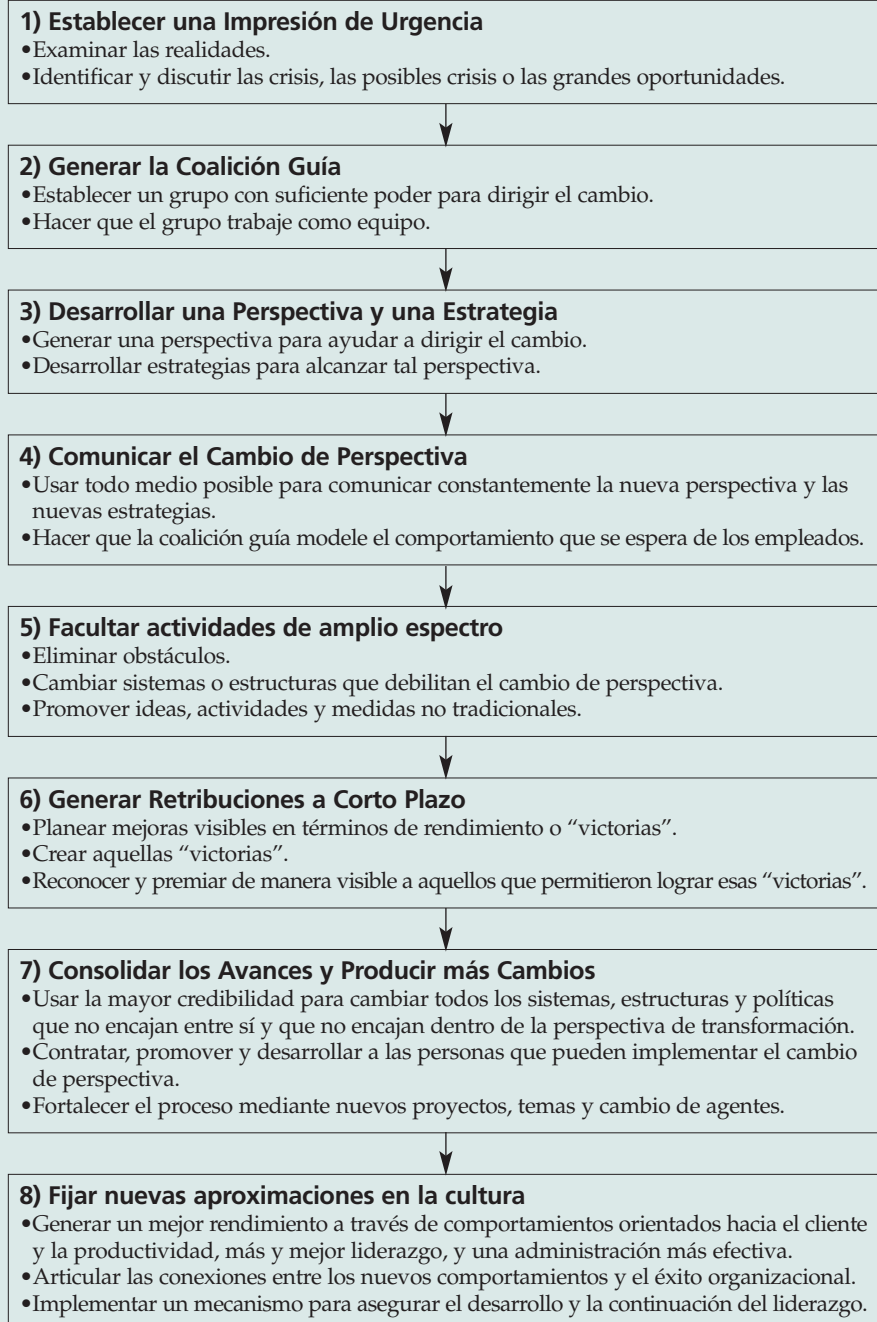 1) Establecer una Impresión de Urgencia
•Examinar las realidades.
•Identificar y discutir las crisis, las posibles crisis o las grandes oportunidades.
2) Generar la Coalición Guía
•Establecer un grupo con suficiente poder para dirigir el cambio.
•Hacer que el grupo trabaje como equipo.
3) Desarrollar una Perspectiva y una Estrategia
•Generar una perspectiva para ayudar a dirigir el cambio.
•Desarrollar estrategias para alcanzar tal perspectiva.
4) Comunicar el Cambio de Perspectiva
•Usar todo medio posible para comunicar constantemente la nueva perspectiva y las
nuevas estrategias.
•Hacer que la coalición guía modele el comportamiento que se espera de los empleados.
5) Facultar actividades de amplio espectro
•Eliminar obstáculos.
•Cambiar sistemas o estructuras que debilitan el cambio de perspectiva.
•Promover ideas, actividades y medidas no tradicionales.
6) Generar Retribuciones a Corto Plazo
•Planear mejoras visibles en términos de rendimiento o “victorias”.
•Crear aquellas “victorias”.
•Reconocer y premiar de manera visible a aquellos que permitieron lograr esas “victorias”.
7) Consolidar los Avances y Producir más Cambios
•Usar la mayor credibilidad para cambiar todos los sistemas, estructuras y políticas
que no encajan entre sí y que no encajan dentro de la perspectiva de transformación.
•Contratar, promover y desarrollar a las personas que pueden implementar el cambio
de perspectiva.
•Fortalecer el proceso mediante nuevos proyectos, temas y cambio de agentes.
8) Fijar nuevas aproximaciones en la cultura
•Generar un mejor rendimiento a través de comportamientos orientados hacia el cliente
y la productividad, más y mejor liderazgo, y una administración más efectiva.
•Articular las conexiones entre los nuevos comportamientos y el éxito organizacional.
•Implementar un mecanismo para asegurar el desarrollo y la continuación del liderazgo.